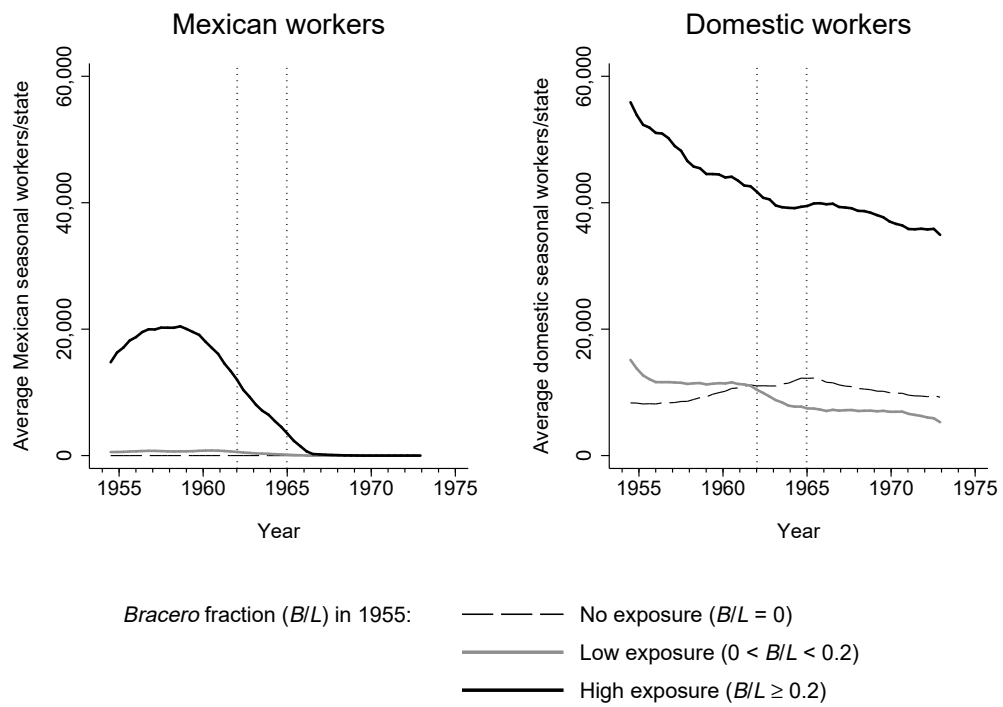 Mexican workers
Average Mexican seasonal workers/state
60,000
40,000
20,000
0
1955 1960 1965 1970 1975
Year
Domestic workers
Average domestic seasonal workers/state
60,000
40,000
20,000
0
1955 1960 1965 1970 1975
Year
Bracero fraction (B/L) in 1955:
No exposure (B/L = 0)
Low exposure (0 < B/L < 0.2)
High exposure (B/L ≥ 0.2)